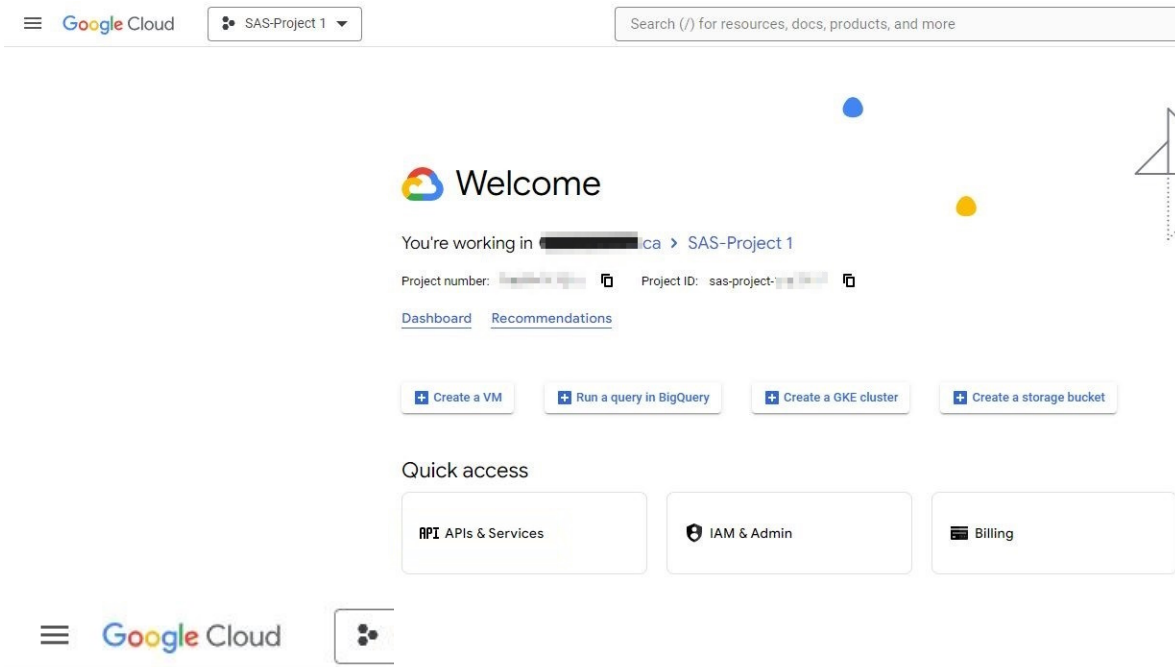 Google Cloud SAS-Project 1 Search (/) for resources, docs, products, and more
Welcome
You're working in ca > SAS-Project 1
Project number: Project ID: sas-project-
Dashboard Recommendations
Create a VM Run a query in BigQuery Create a GKE cluster Create a storage bucket
Quick access
API APIs & Services IAM & Admin Billing
Google Cloud